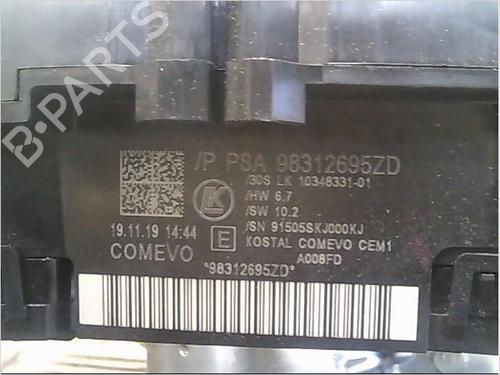 B-PARTS
/P PSA 98312695ZD
/30S LK 10348331-01
/HW 6.7
/SW 10.2
/SN 91505SKJ000KJ
KOSTAL COMEVO CEM1
A008FD
K
E
19.11.19 14:44
COMEVO
*98312695ZD*